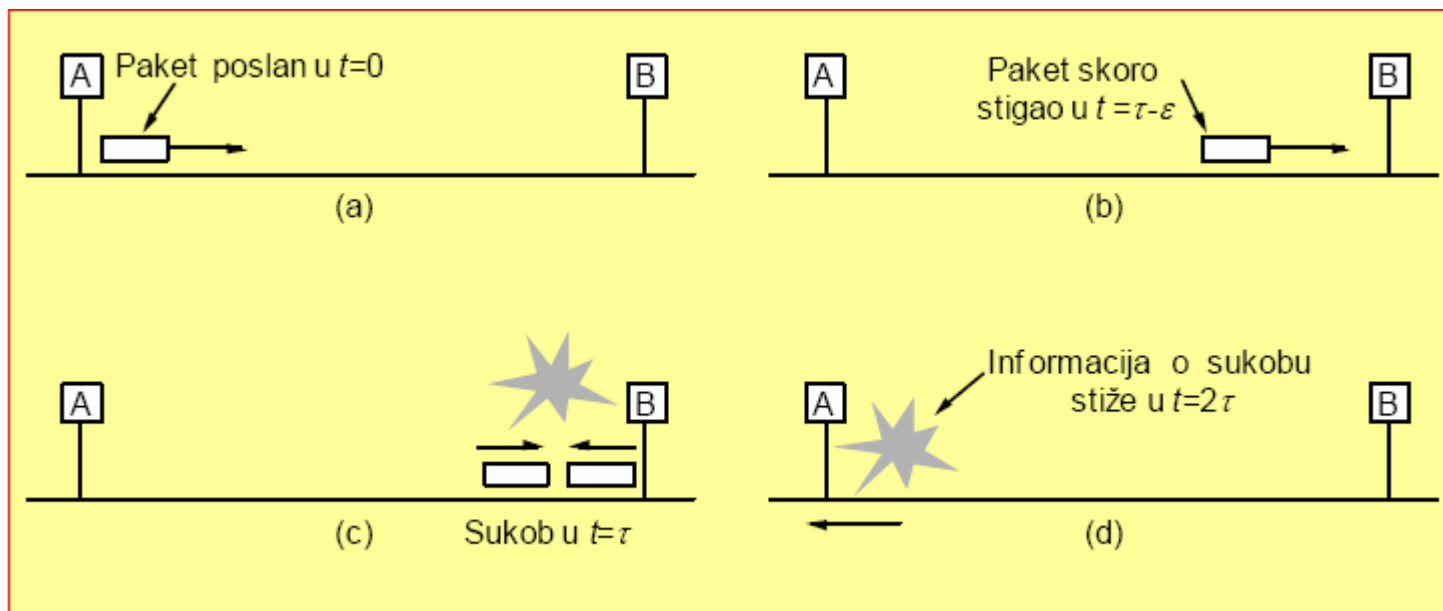 A
Paket poslan u t=0
B
(a)
A
Paket skoro
stigao u t =τ-ε
B
(b)
A
B
(c)
Sukob u t=τ
A
Informacija o sukobu
stiže u t=2τ
B
(d)